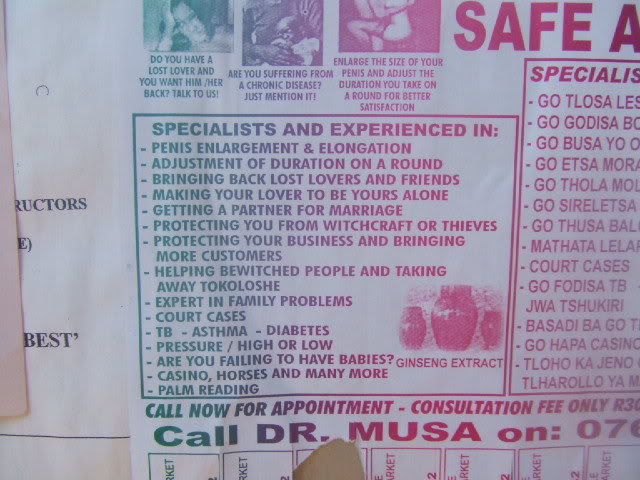 SAFE A
DO YOU HAVE A
LOST LOVER AND
YOU WANT HIM /HER
BACK? TALK TO US!
ARE YOU SUFFERING FROM
A CHRONIC DISEASE?
JUST MENTION IT!
ENLARGE THE SIZE OF YOUR
PENIS AND ADJUST THE
DURATION YOU TAKE ON
A ROUND FOR BETTER
SATISFACTION
RUCTORS
E)
BEST'
SPECIALISTS AND EXPERIENCED IN:
- PENIS ENLARGEMENT & ELONGATION
- ADJUSTMENT OF DURATION ON A ROUND
- BRINGING BACK LOST LOVERS AND FRIENDS
- MAKING YOUR LOVER TO BE YOURS ALONE
- GETTING A PARTNER FOR MARRIAGE
- PROTECTING YOU FROM WITCHCRAFT OR THIEVES
- PROTECTING YOUR BUSINESS AND BRINGING
MORE CUSTOMERS
- HELPING BEWITCHED PEOPLE AND TAKING
AWAY TOKOLOSHE
- EXPERT IN FAMILY PROBLEMS
- COURT CASES
- TB - ASTHMA - DIABETES
- PRESSURE / HIGH OR LOW
- ARE YOU FAILING TO HAVE BABIES?
- CASINO, HORSES AND MANY MORE
- PALM READING
GINSENG EXTRACT
SPECIALIS
- GO TLOSA LES
- GO GODISA BO
- GO BUSA YO O
- GO ETSA MORA
- GO THOLA MOL
- GO SIRELETSA
- GO THUSA BAL
- MATHATA LELAP
- COURT CASES
- GO FODISA TB -
JWA TSHUKIRI
- BASADI BA GO T
- GO HAPA CASINO
- TLOHO KA JENO
TLHAROLLO YA M
CALL NOW FOR APPOINTMENT - CONSULTATION FEE ONLY R30
Call DR. MUSA on: 076